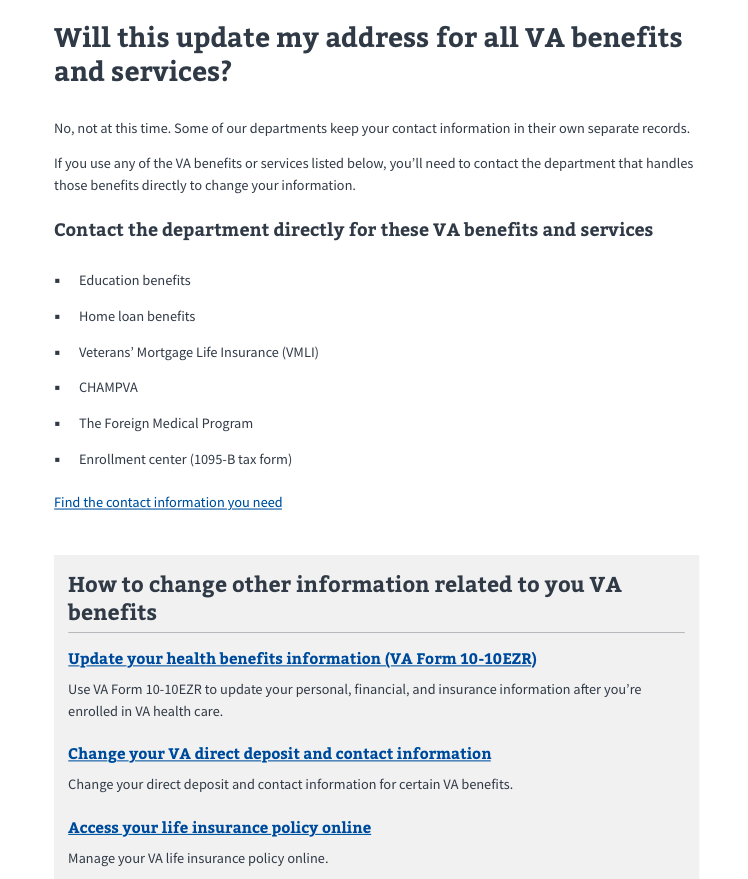 Will this update my address for all VA benefits
and services?
No, not at this time. Some of our departments keep your contact information in their own separate records.
If you use any of the VA benefits or services listed below, you’ll need to contact the department that handles
those benefits directly to change your information.
Contact the department directly for these VA benefits and services
▪ Education benefits
▪ Home loan benefits
▪ Veterans’ Mortgage Life Insurance (VMLI)
▪ CHAMPVA
▪ The Foreign Medical Program
▪ Enrollment center (1095-B tax form)
Find the contact information you need
How to change other information related to you VA
benefits
Update your health benefits information (VA Form 10-10EZR)
Use VA Form 10-10EZR to update your personal, financial, and insurance information after you’re
enrolled in VA health care.
Change your VA direct deposit and contact information
Change your direct deposit and contact information for certain VA benefits.
Access your life insurance policy online
Manage your VA life insurance policy online.